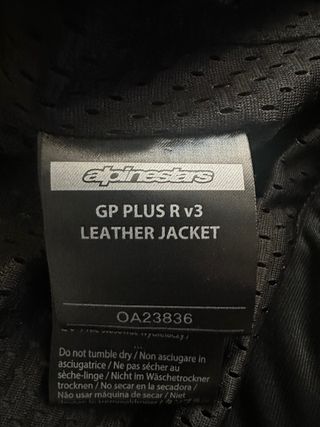 alpinestars
GP PLUS R v3
LEATHER JACKET
OA23836
...
Do not tumble dry / Non asciugare in
asciugatrice / Ne pas sécher au
sèche-linge / Nicht im Wäschetrockner
trocknen / No secar en la secadora /
Não usar máquina de secar /